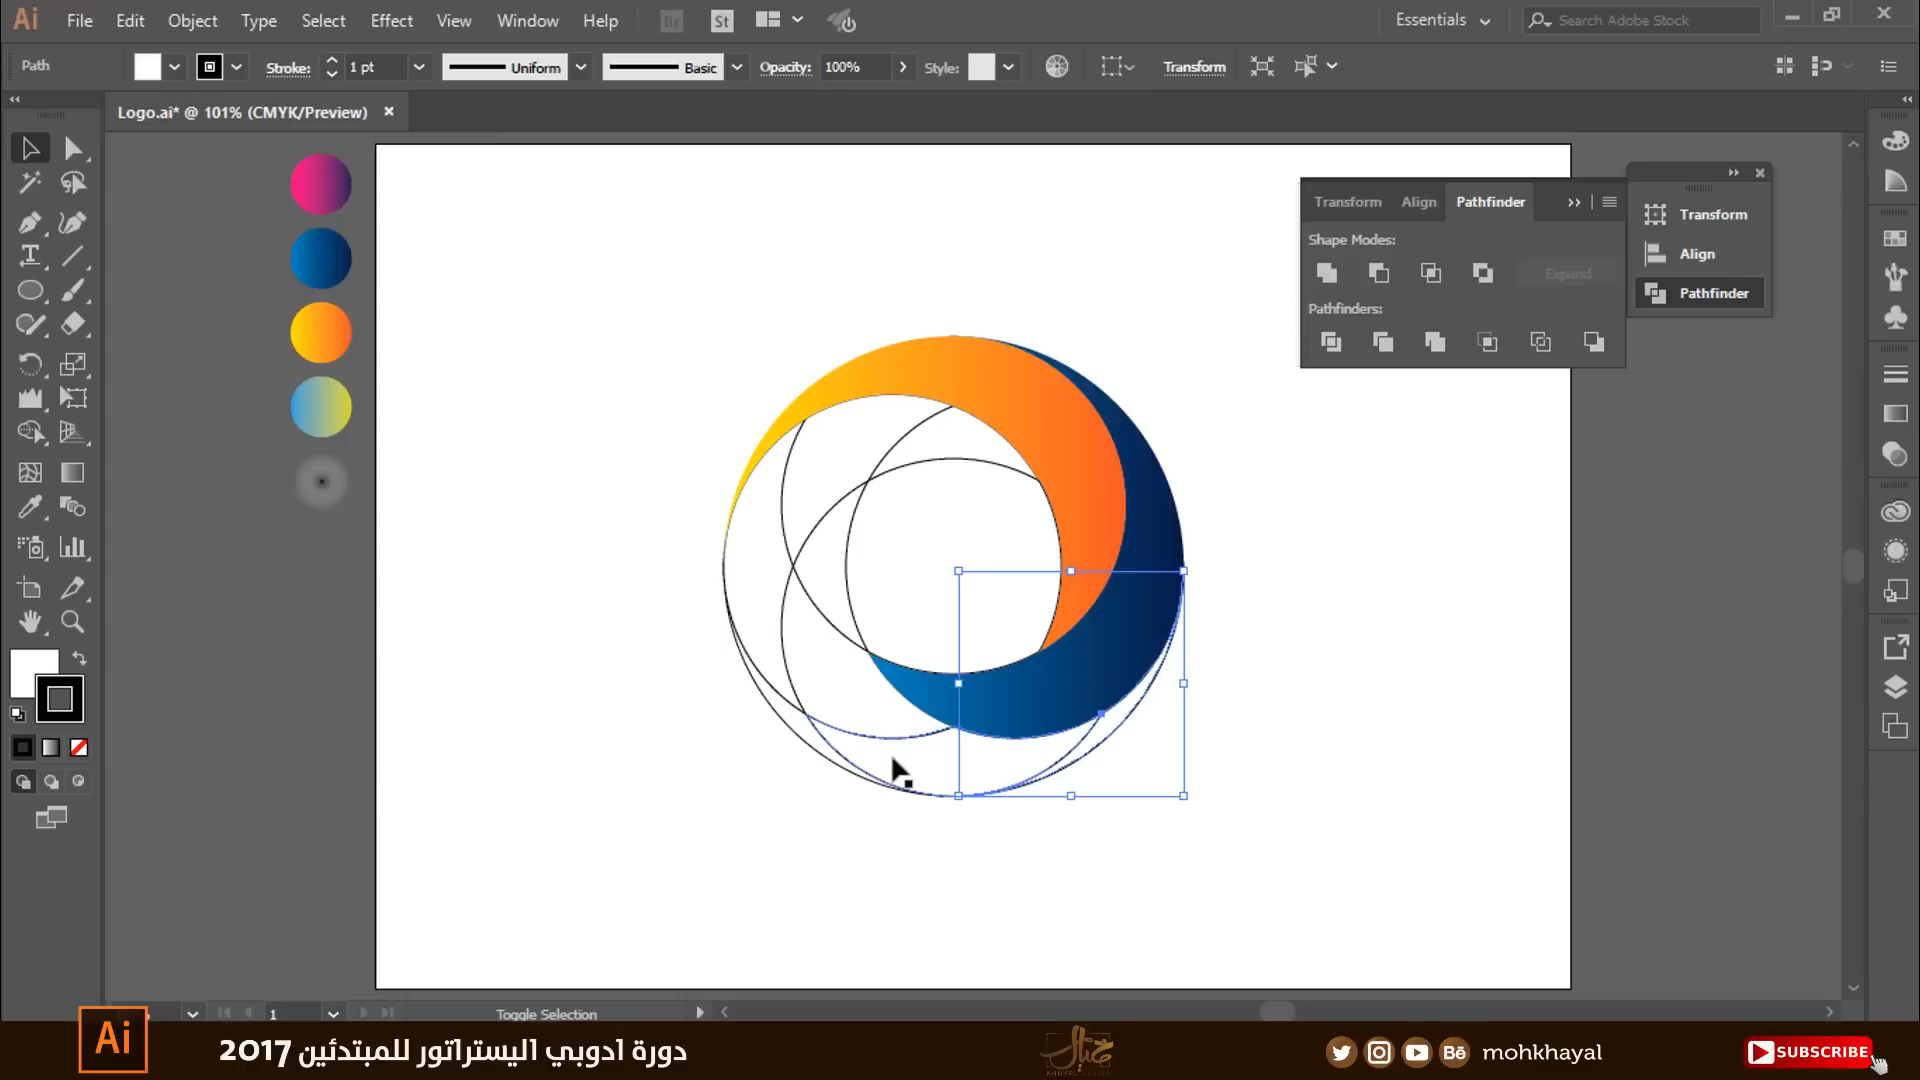 Ai File Edit Object Type Select Effect View Window Help Br St Essentials Search Adobe Stock
Path Stroke: 1 pt Uniform Basic Opacity: 100% Style: Transform
Logo.ai* @ 101% (CMYK/Preview)
Transform Align Pathfinder
Shape Modes:
Expand
Pathfinders:
Transform
Align
Pathfinder
1 Toggle Selection
Ai
دورة ادوبي اليستراتور للمبتدئين 2017
Bē mohkhayal
SUBSCRIBE